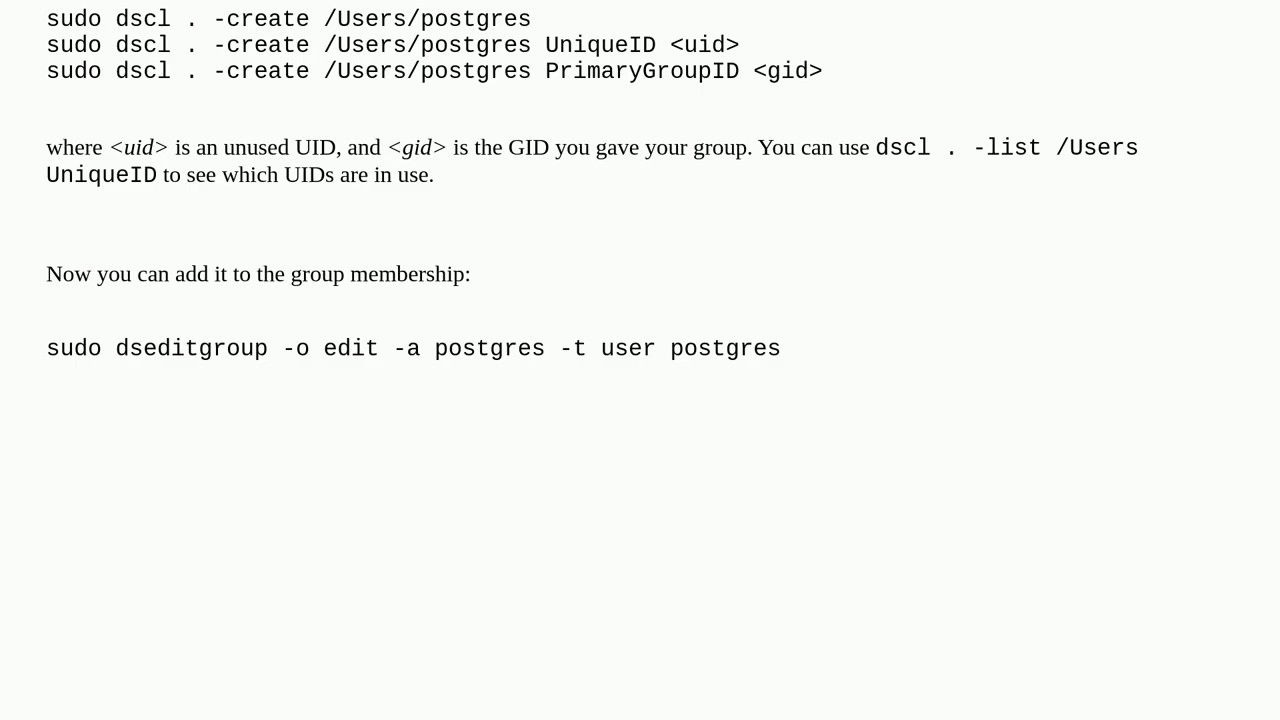 sudo dscl . -create /Users/postgres
sudo dscl . -create /Users/postgres UniqueID <uid>
sudo dscl . -create /Users/postgres PrimaryGroupID <gid>
where <uid> is an unused UID, and <gid> is the GID you gave your group. You can use dscl . -list /Users
UniqueID to see which UIDs are in use.
Now you can add it to the group membership:
sudo dseditgroup -o edit -a postgres -t user postgres